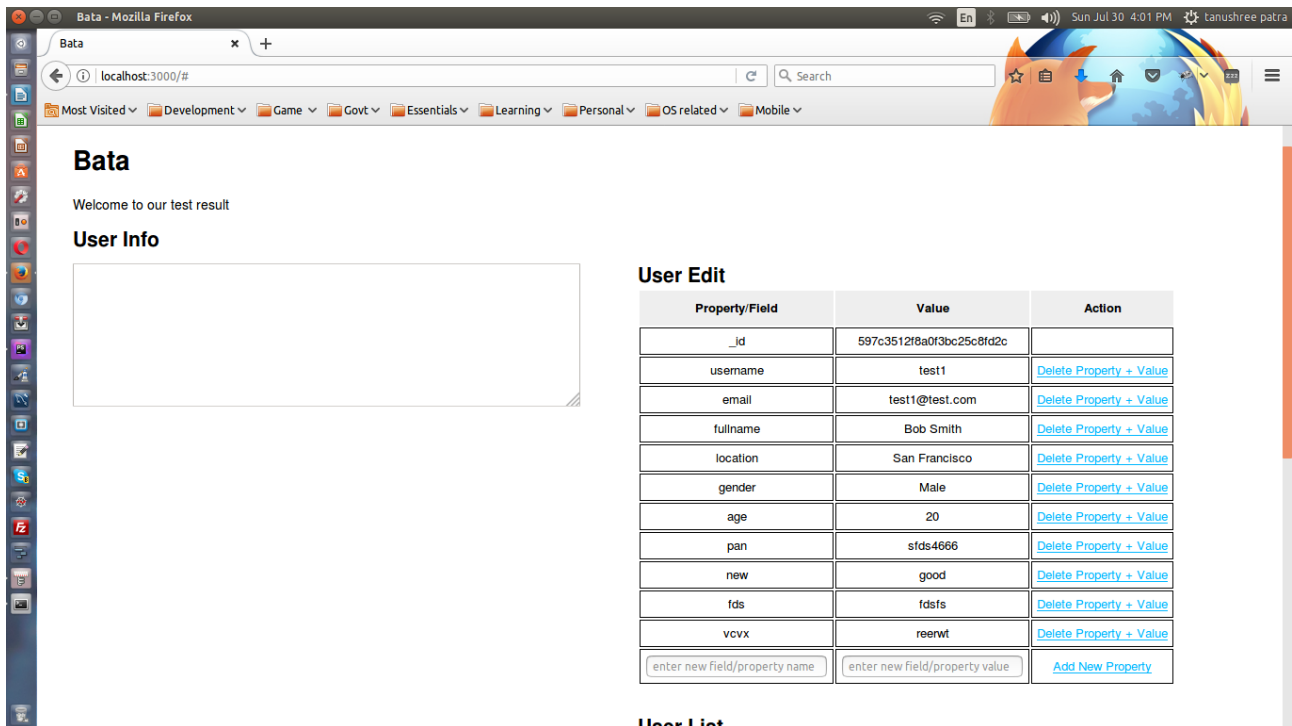 Bata - Mozilla Firefox
En
Sun Jul 30 4:01 PM tanushree patra
Bata
localhost:3000/#
Search
Most Visited Development Game Govt Essentials Learning Personal OS related Mobile
Bata
Welcome to our test result
User Info
User Edit
Property/Field Value Action
_id 597c3512f8a0f3bc25c8fd2c
username test1 Delete Property + Value
email test1@test.com Delete Property + Value
fullname Bob Smith Delete Property + Value
location San Francisco Delete Property + Value
gender Male Delete Property + Value
age 20 Delete Property + Value
pan sfds4666 Delete Property + Value
new good Delete Property + Value
fds fdsfs Delete Property + Value
vcvx reerwt Delete Property + Value
enter new field/property name enter new field/property value Add New Property
User List